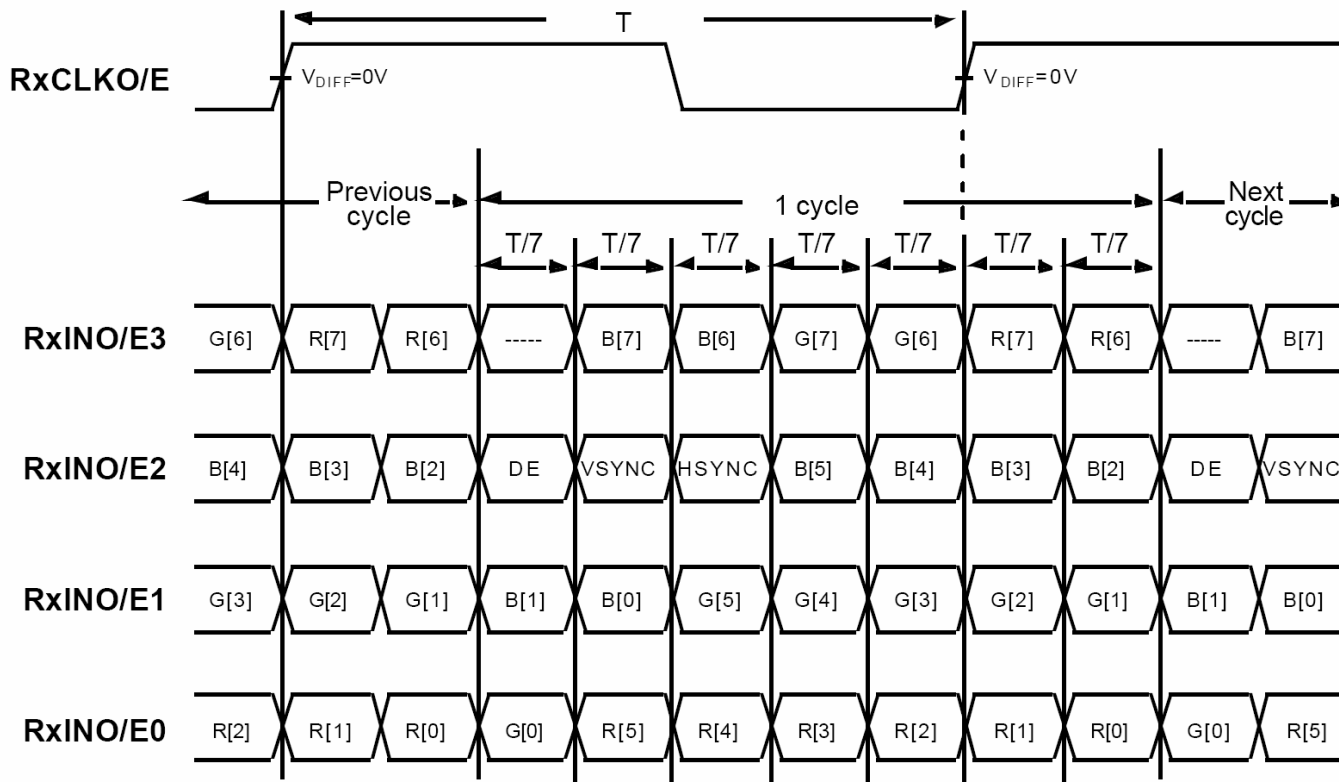 T
RxCLKO/E
VDIFF=0V VDIFF=0V
Previous cycle 1 cycle Next cycle
T/7 T/7 T/7 T/7 T/7 T/7 T/7
RxINO/E3 G[6] R[7] R[6] ----- B[7] B[6] G[7] G[6] R[7] R[6] ----- B[7]
RxINO/E2 B[4] B[3] B[2] DE VSYNC HSYNC B[5] B[4] B[3] B[2] DE VSYNC
RxINO/E1 G[3] G[2] G[1] B[1] B[0] G[5] G[4] G[3] G[2] G[1] B[1] B[0]
RxINO/E0 R[2] R[1] R[0] G[0] R[5] R[4] R[3] R[2] R[1] R[0] G[0] R[5]